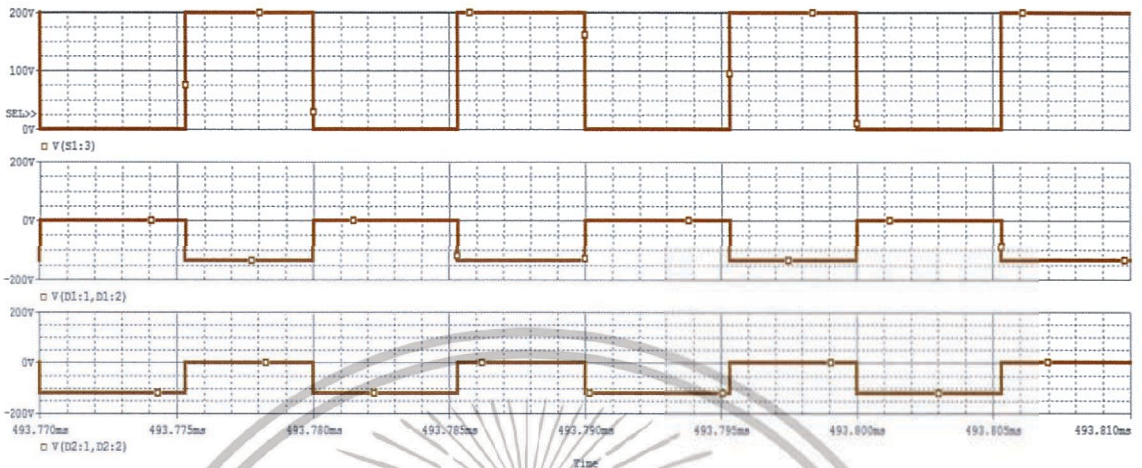 200V
100V
SEL>>
0V
V(S1:3)
200V
0V
-200V
V(D1:1,D1:2)
200V
0V
-200V
493.770ms 493.775ms 493.780ms 493.785ms 493.790ms 493.795ms 493.800ms 493.805ms 493.810ms
V(D2:1,D2:2)
Time